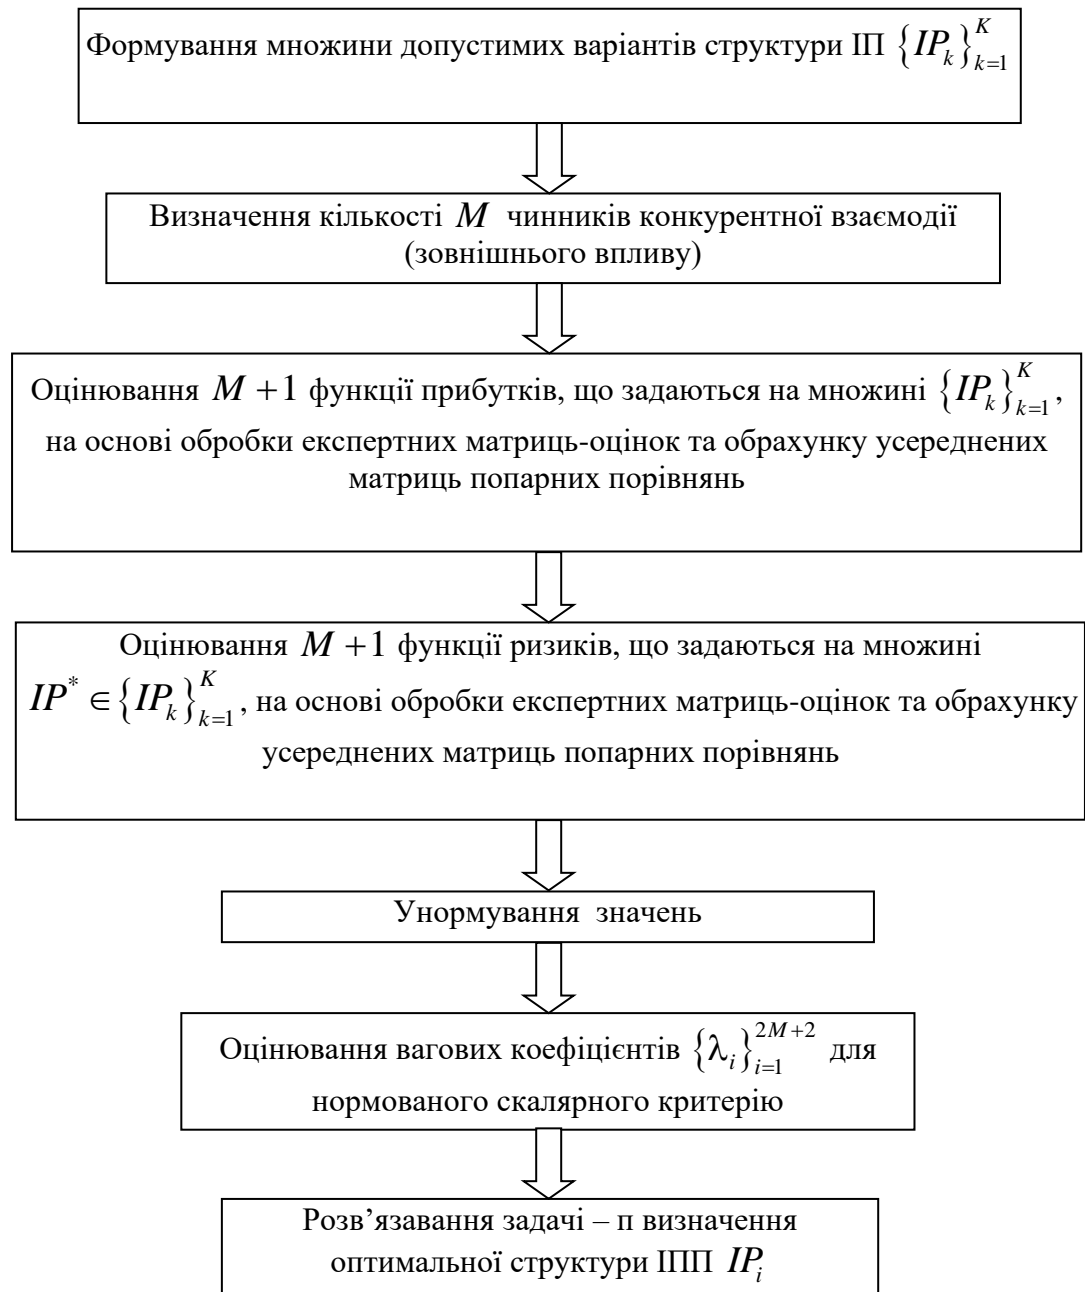 Формування множини допустимих варіантів структури ІП {IP_k}_{k=1}^{K}
Визначення кількості M чинників конкурентної взаємодії
(зовнішнього впливу)
Оцінювання M + 1 функції прибутків, що задаються на множині {IP_k}_{k=1}^{K},
на основі обробки експертних матриць-оцінок та обрахунку усереднених
матриць попарних порівнянь
Оцінювання M + 1 функції ризиків, що задаються на множині
IP^* ∈ {IP_k}_{k=1}^{K}, на основі обробки експертних матриць-оцінок та обрахунку
усереднених матриць попарних порівнянь
Унормування значень
Оцінювання вагових коефіцієнтів {λ_i}_{i=1}^{2M+2} для
нормованого скалярного критерію
Розв’язавання задачі – п визначення
оптимальної структури ІПП IP_i